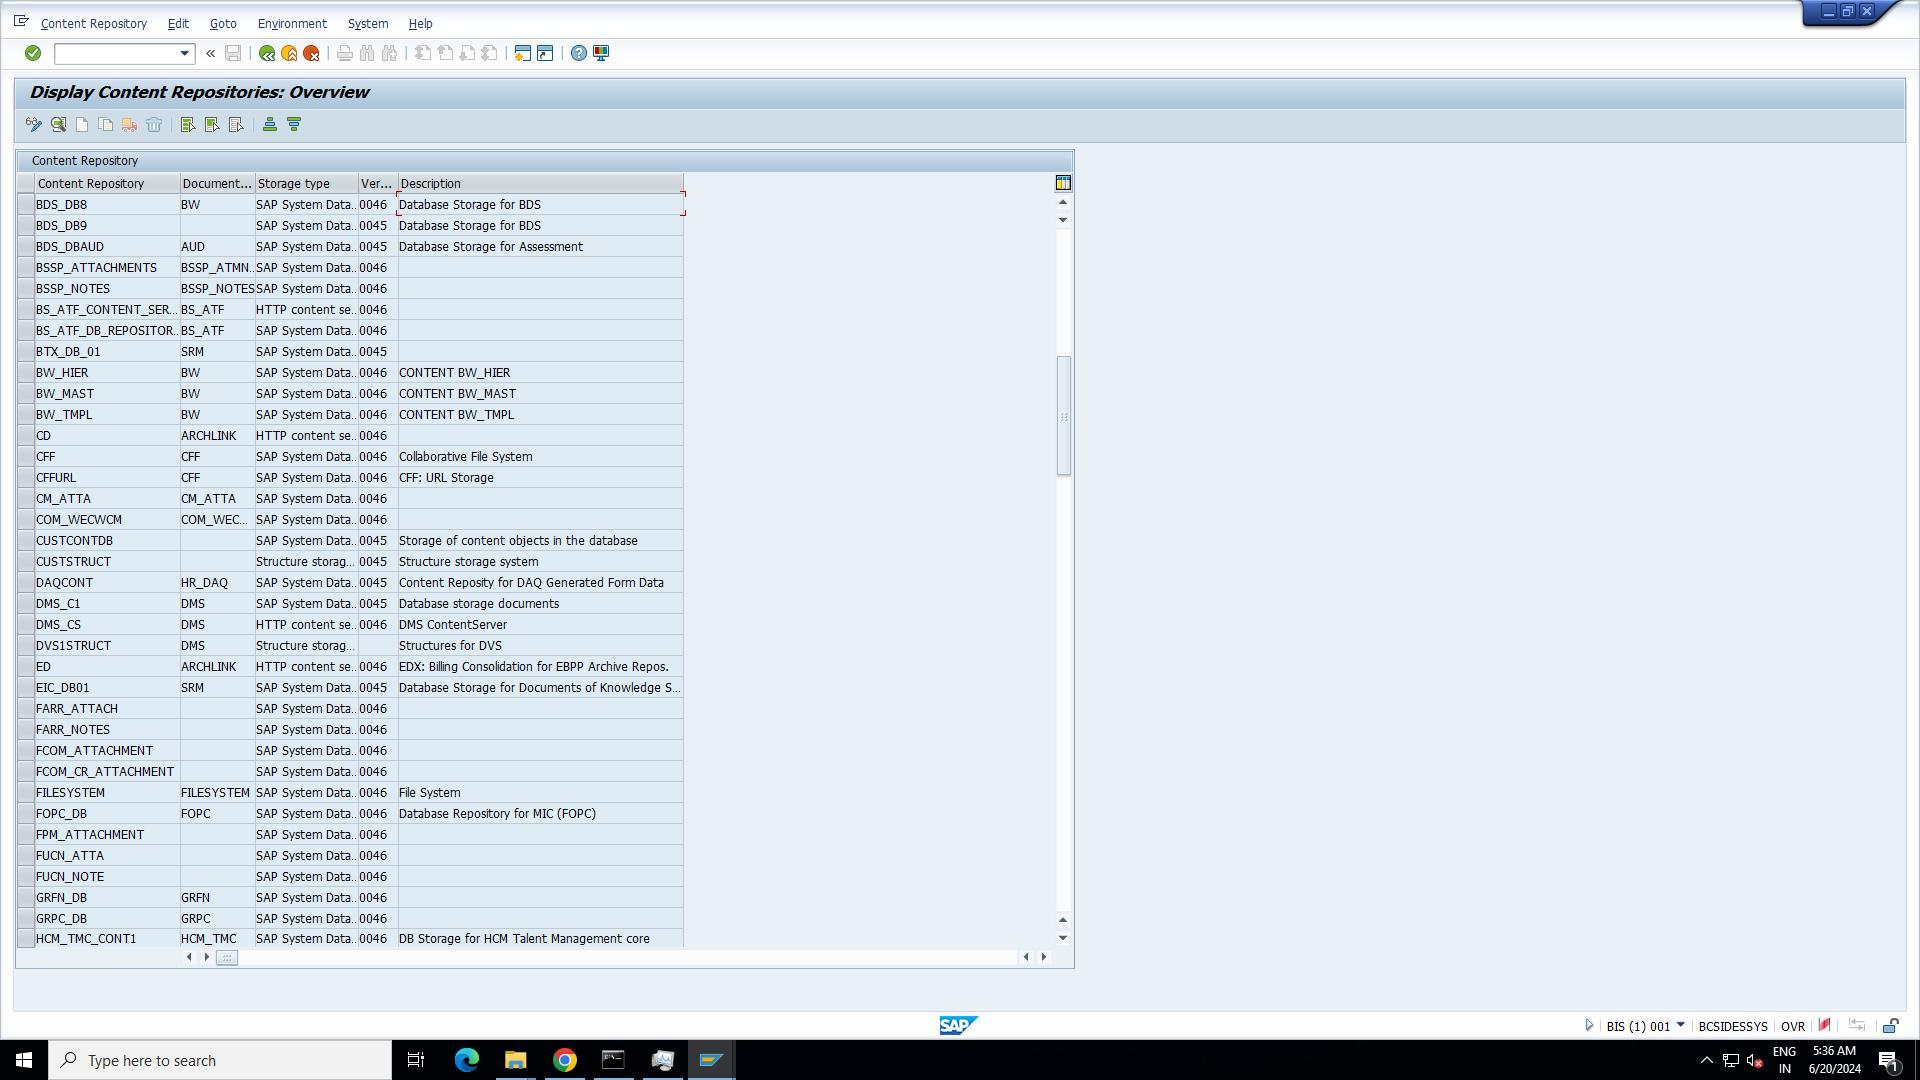 Content Repository Edit Goto Environment System Help
Display Content Repositories: Overview
Content Repository
Content Repository Document... Storage type Ver... Description
BDS_DB8 BW SAP System Data.. 0046 Database Storage for BDS
BDS_DB9 SAP System Data.. 0045 Database Storage for BDS
BDS_DBAUD AUD SAP System Data.. 0045 Database Storage for Assessment
BSSP_ATTACHMENTS BSSP_ATMN.. SAP System Data.. 0046
BSSP_NOTES BSSP_NOTES SAP System Data.. 0046
BS_ATF_CONTENT_SER... BS_ATF HTTP content se.. 0046
BS_ATF_DB_REPOSITOR.. BS_ATF SAP System Data.. 0046
BTX_DB_01 SRM SAP System Data.. 0045
BW_HIER BW SAP System Data.. 0046 CONTENT BW_HIER
BW_MAST BW SAP System Data.. 0046 CONTENT BW_MAST
BW_TMPL BW SAP System Data.. 0046 CONTENT BW_TMPL
CD ARCHLINK HTTP content se.. 0046
CFF CFF SAP System Data.. 0046 Collaborative File System
CFFURL CFF SAP System Data.. 0046 CFF: URL Storage
CM_ATTA CM_ATTA SAP System Data.. 0046
COM_WECWCM COM_WEC... SAP System Data.. 0046
CUSTCONTDB SAP System Data.. 0045 Storage of content objects in the database
CUSTSTRUCT Structure storag... 0045 Structure storage system
DAQCONT HR_DAQ SAP System Data.. 0045 Content Reposity for DAQ Generated Form Data
DMS_C1 DMS SAP System Data.. 0045 Database storage documents
DMS_CS DMS HTTP content se.. 0046 DMS ContentServer
DVS1STRUCT DMS Structure storag... Structures for DVS
ED ARCHLINK HTTP content se.. 0046 EDX: Billing Consolidation for EBPP Archive Repos.
EIC_DB01 SRM SAP System Data.. 0045 Database Storage for Documents of Knowledge S...
FARR_ATTACH SAP System Data.. 0046
FARR_NOTES SAP System Data.. 0046
FCOM_ATTACHMENT SAP System Data.. 0046
FCOM_CR_ATTACHMENT SAP System Data.. 0046
FILESYSTEM FILESYSTEM SAP System Data.. 0046 File System
FOPC_DB FOPC SAP System Data.. 0046 Database Repository for MIC (FOPC)
FPM_ATTACHMENT SAP System Data.. 0046
FUCN_ATTA SAP System Data.. 0046
FUCN_NOTE SAP System Data.. 0046
GRFN_DB GRFN SAP System Data.. 0046
GRPC_DB GRPC SAP System Data.. 0046
HCM_TMC_CONT1 HCM_TMC SAP System Data.. 0046 DB Storage for HCM Talent Management core
SAP BIS (1) 001 BCSIDESSYS OVR
Type here to search
ENG 5:36 AM
IN 6/20/2024 1